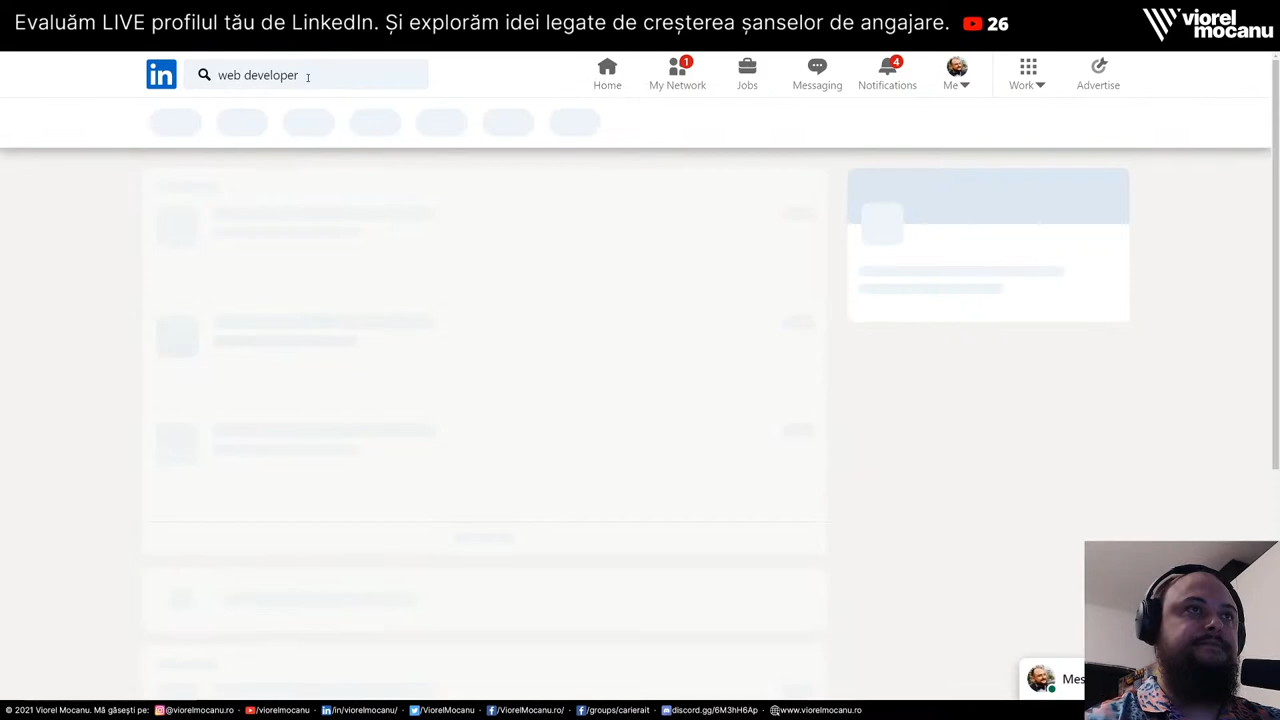 Evaluăm LIVE profilul tău de LinkedIn. Și explorăm idei legate de creșterea șanselor de angajare. 26
viorel mocanu
in web developer
1
4
Home My Network Jobs Messaging Notifications Me Work Advertise
Mes
© 2021 Viorel Mocanu. Mă găsești pe: @viorelmocanu.ro /viorelmocanu /in/viorelmocanu/ /ViorelMocanu /ViorelMocanu.ro/ /groups/carierait /discord.gg/6M3hH6Ap www.viorelmocanu.ro